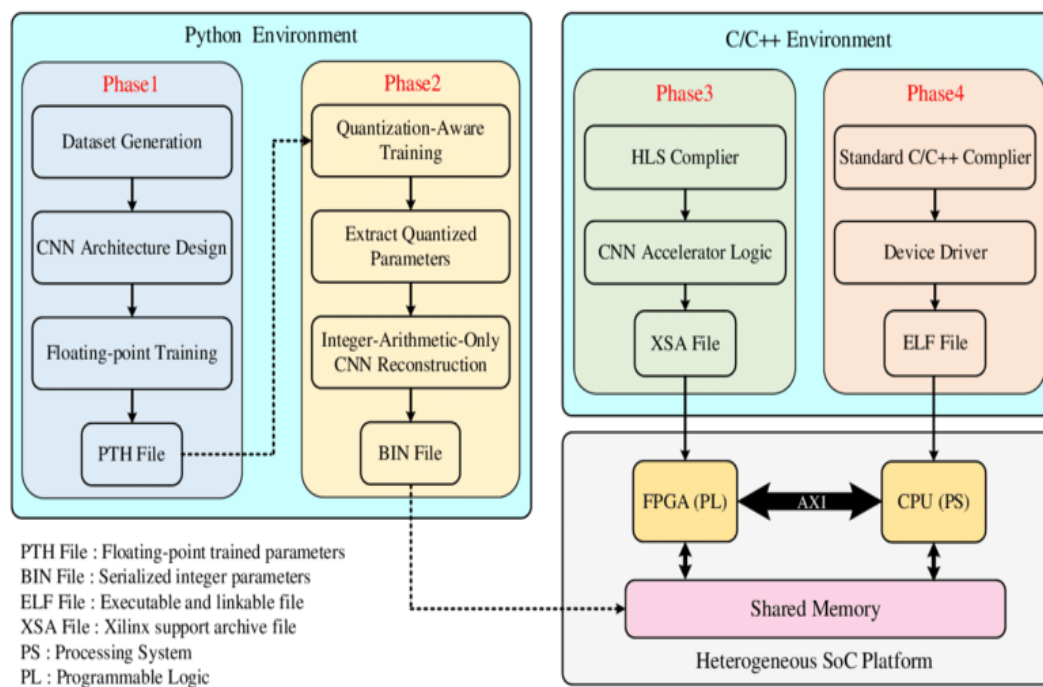 Python Environment
Phase1
Dataset Generation
CNN Architecture Design
Floating-point Training
PTH File
Phase2
Quantization-Aware
Training
Extract Quantized
Parameters
Integer-Arithmetic-Only
CNN Reconstruction
BIN File
C/C++ Environment
Phase3
HLS Complier
CNN Accelerator Logic
XSA File
Phase4
Standard C/C++ Complier
Device Driver
ELF File
FPGA (PL)
AXI
CPU (PS)
Shared Memory
Heterogeneous SoC Platform
PTH File : Floating-point trained parameters
BIN File : Serialized integer parameters
ELF File : Executable and linkable file
XSA File : Xilinx support archive file
PS : Processing System
PL : Programmable Logic